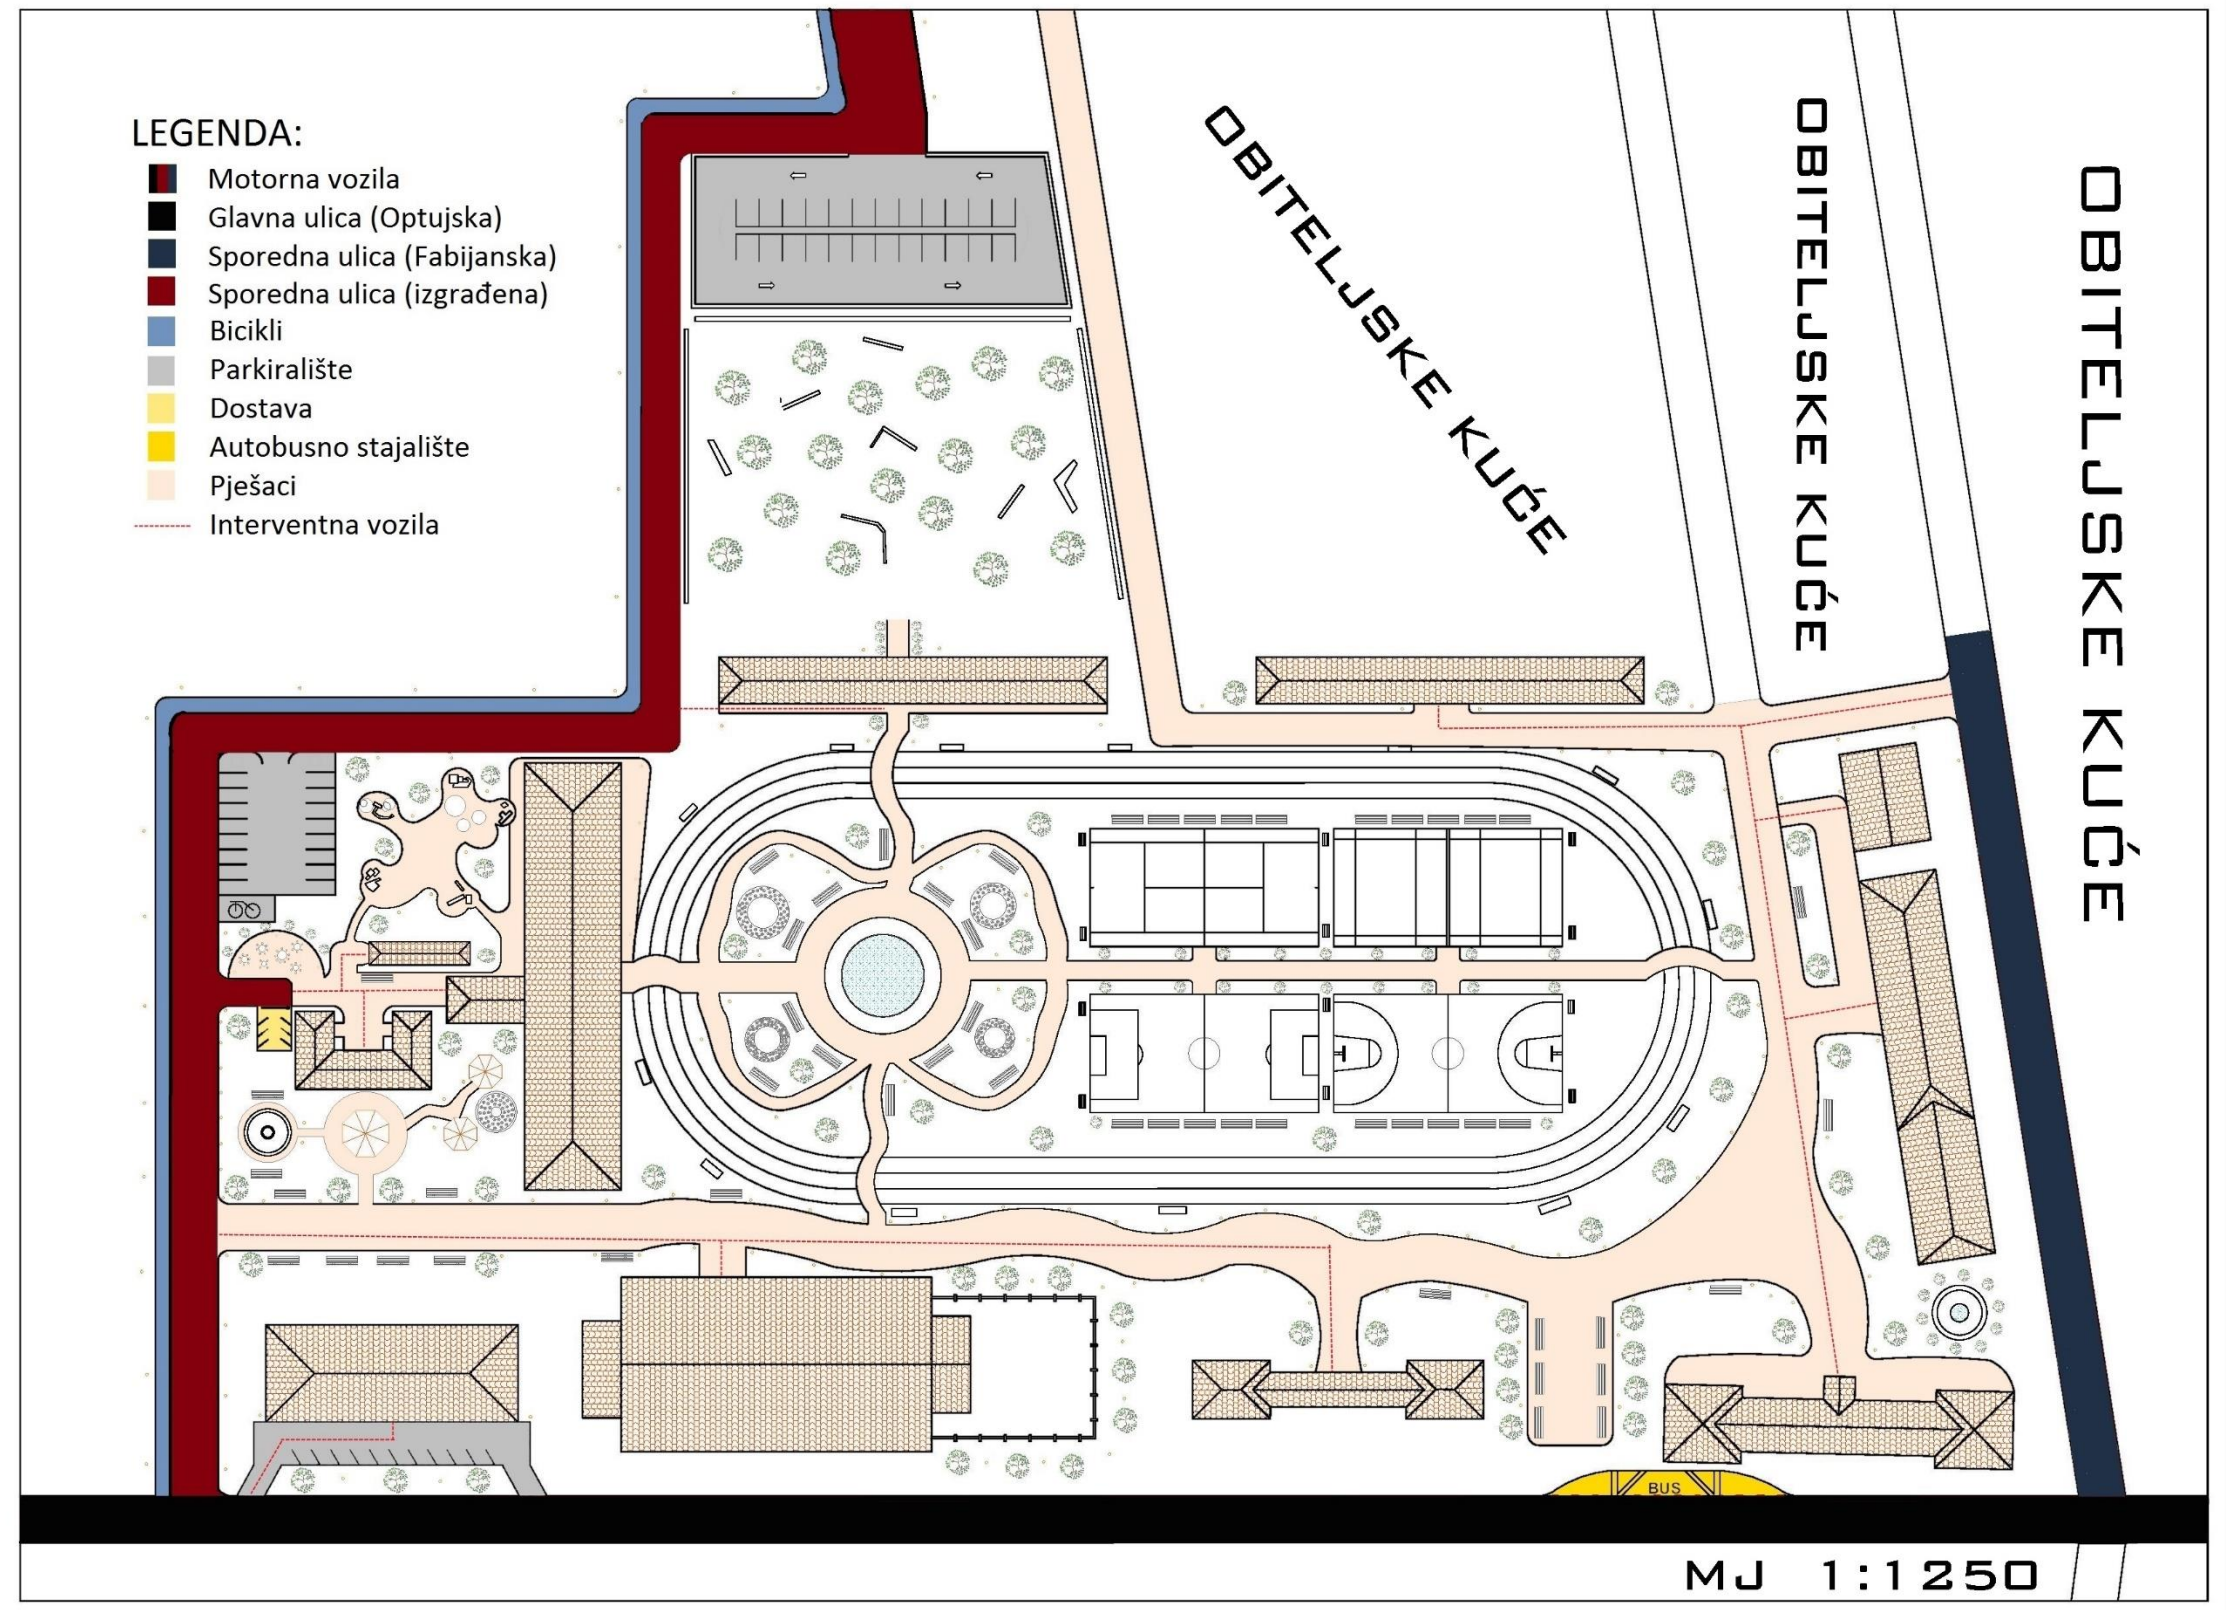 LEGENDA:
Motorna vozila
Glavna ulica (Optujska)
Sporedna ulica (Fabijanska)
Sporedna ulica (izgrađena)
Bicikli
Parkiralište
Dostava
Autobusno stajalište
Pješaci
Interventna vozila
OBITELJSKE KUĆE
OBITELJSKE KUĆE
OBITELJSKE KUĆE
BUS
MJ 1:1250